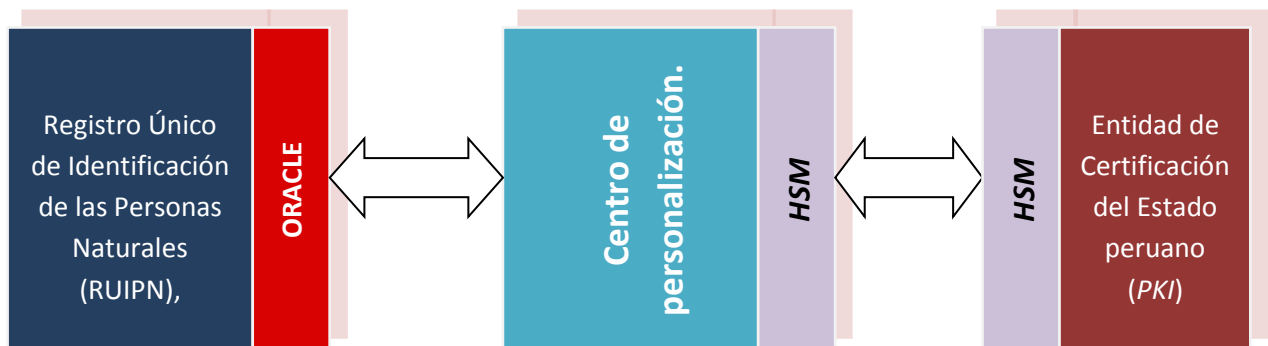 Registro Único
de Identificación
de las Personas
Naturales
(RUIPN),
ORACLE
Centro de
personalización.
HSM
HSM
Entidad de
Certificación
del Estado
peruano
(PKI)